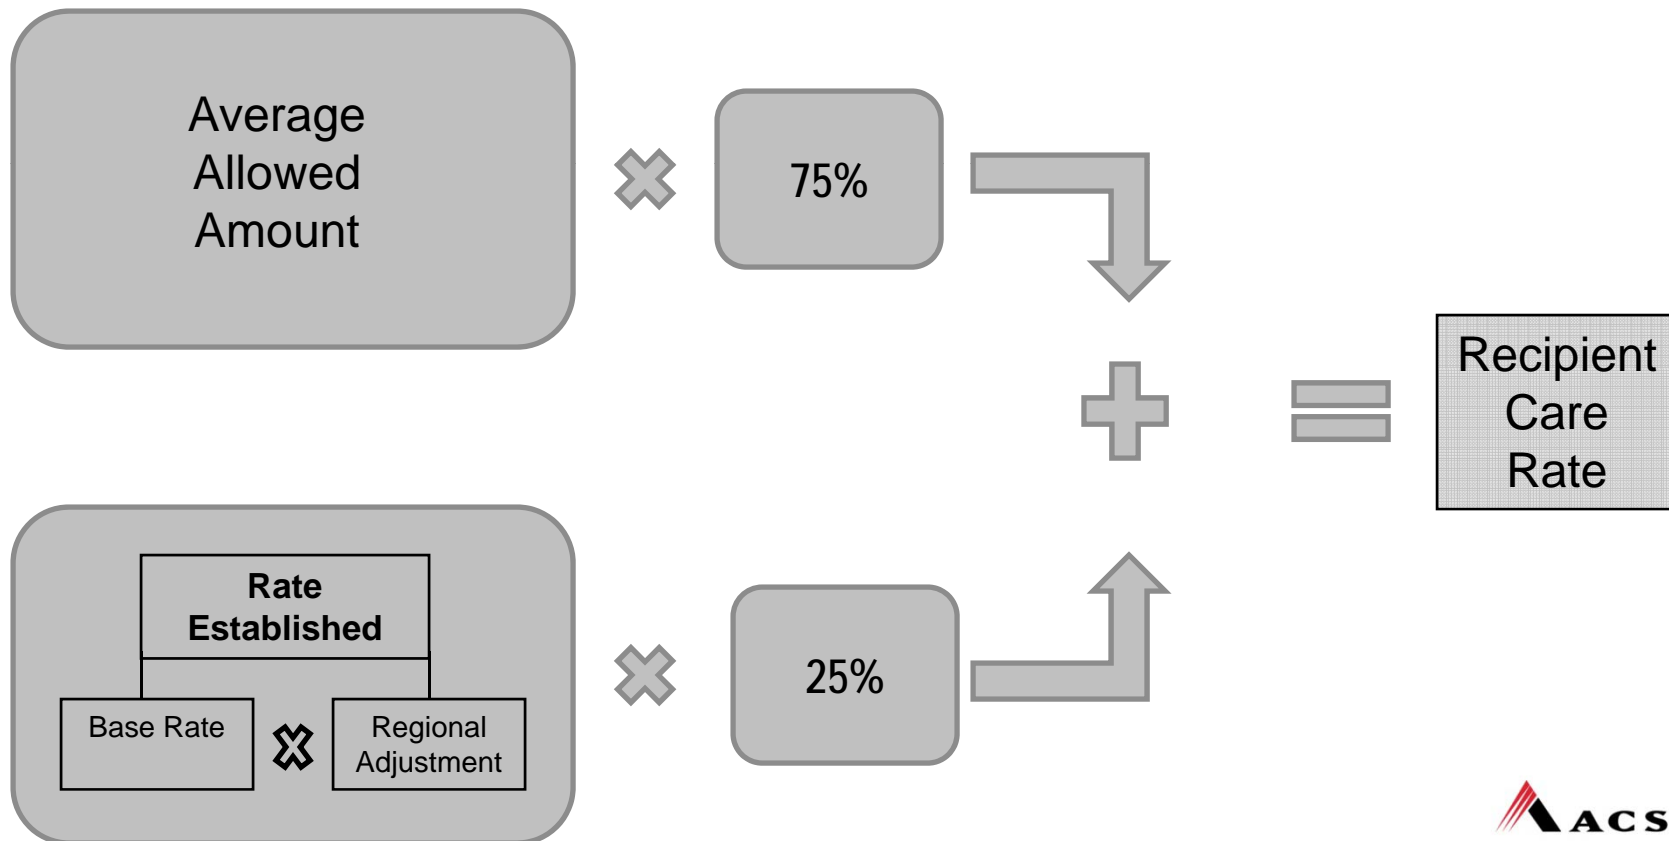 Average
Allowed
Amount
75%
Recipient
Care
Rate
Rate
Established
Base Rate
Regional
Adjustment
25%
ACS